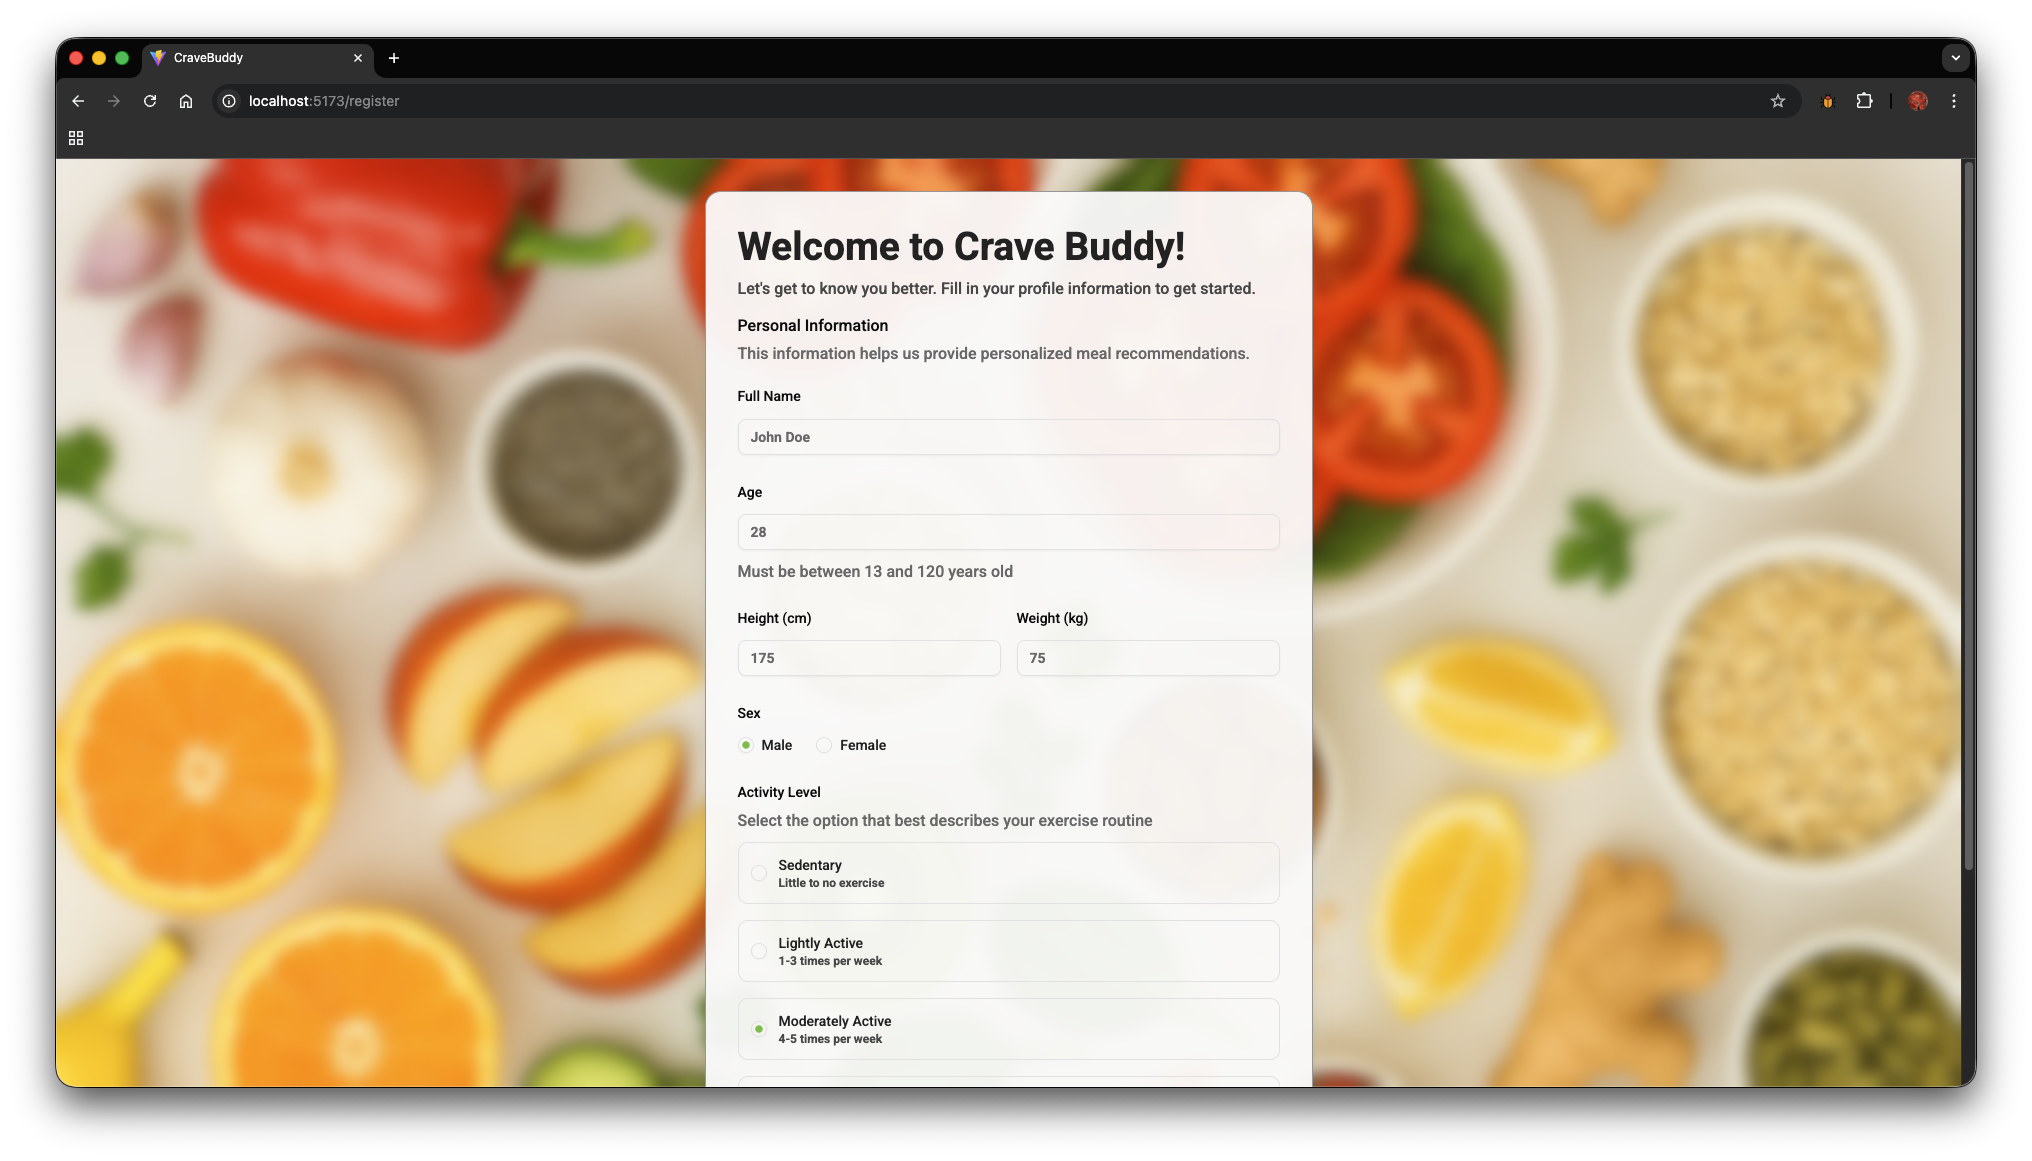 CraveBuddy
localhost:5173/register
Welcome to Crave Buddy!
Let's get to know you better. Fill in your profile information to get started.
Personal Information
This information helps us provide personalized meal recommendations.
Full Name
John Doe
Age
28
Must be between 13 and 120 years old
Height (cm) Weight (kg)
175 75
Sex
Male Female
Activity Level
Select the option that best describes your exercise routine
Sedentary
Little to no exercise
Lightly Active
1-3 times per week
Moderately Active
4-5 times per week